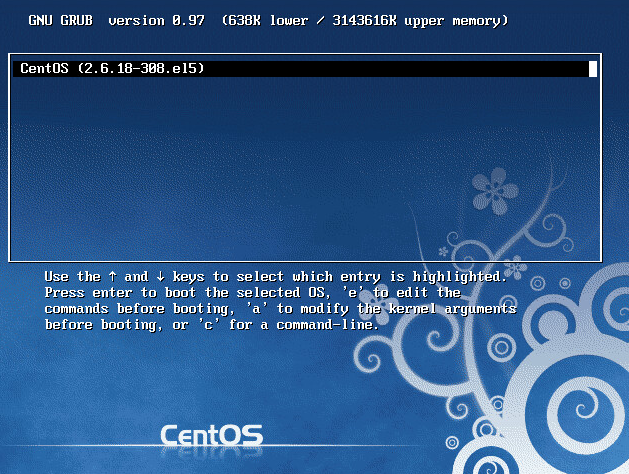 GNU GRUB  version 0.97  (638K lower / 3143616K upper memory)
CentOS (2.6.18-308.el5)
Use the ↑ and ↓ keys to select which entry is highlighted.
Press enter to boot the selected OS, 'e' to edit the
commands before booting, 'a' to modify the kernel arguments
before booting, or 'c' for a command-line.
CentOS